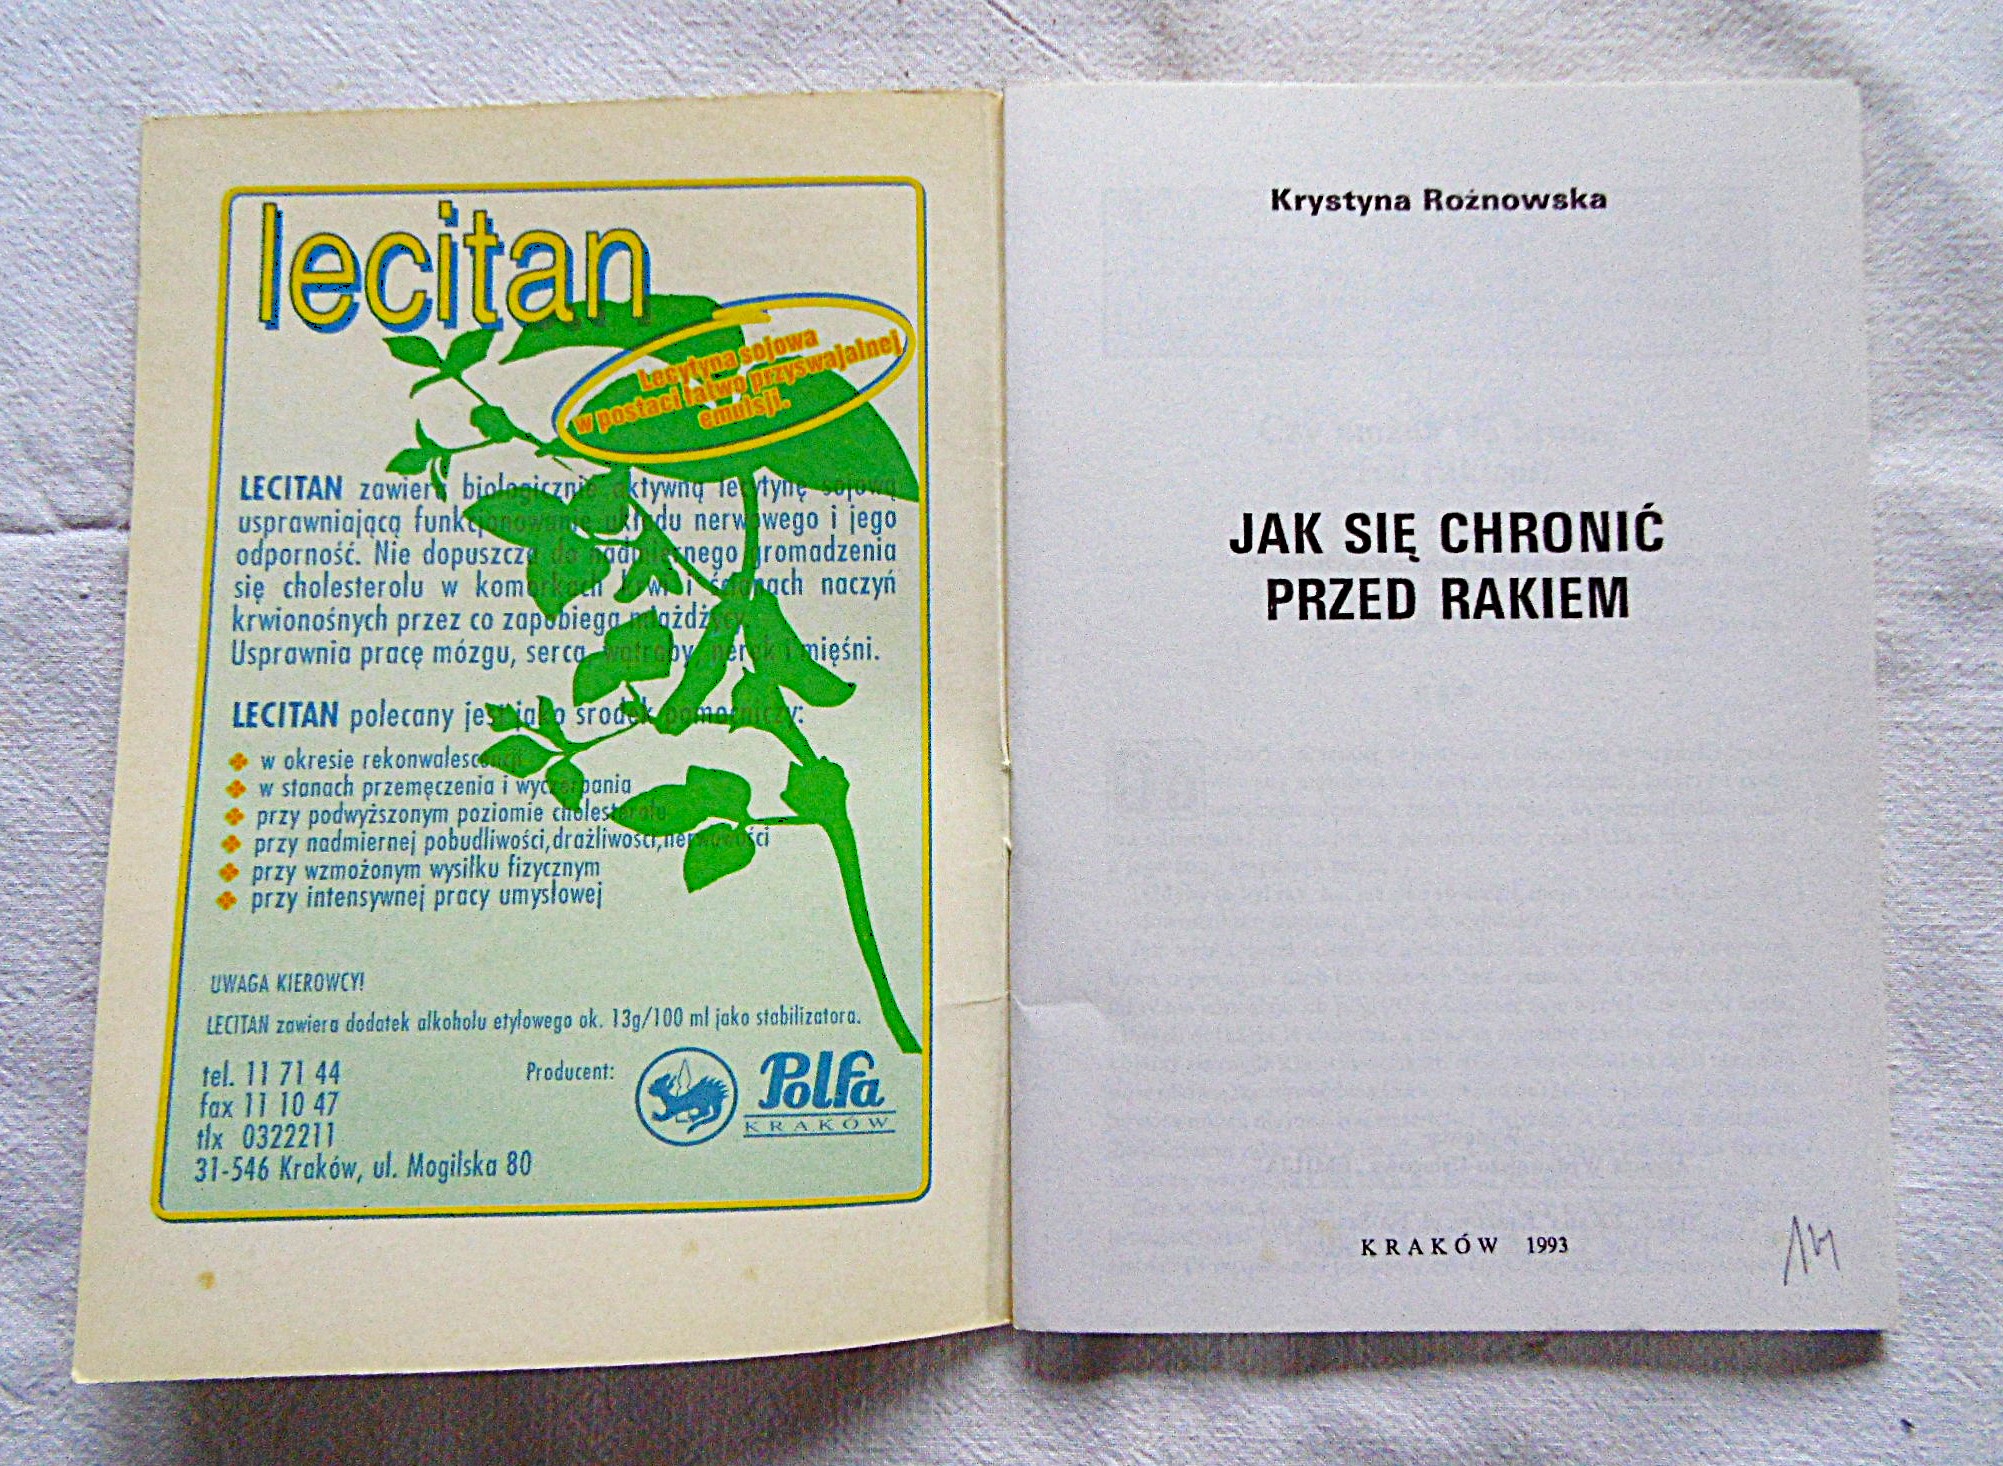 lecitan
Lecytyna sojowa
w postaci łatwo przyswajalnej
emulsji.
LECITAN zawiera biologicznie aktywną lecytynę sojową
usprawniającą funkcjonowanie układu nerwowego i jego
odporność. Nie dopuszcza do nadmiernego gromadzenia
się cholesterolu w komórkach krwi i ścianach naczyń
krwionośnych przez co zapobiega miażdżycy.
Usprawnia pracę mózgu, serca, wątroby, nerek i mięśni.
LECITAN polecany jest jako środek pomocniczy:
w okresie rekonwalescencji
w stanach przemęczenia i wyczerpania
przy podwyższonym poziomie cholesterolu
przy nadmiernej pobudliwości,drażliwości,nerwowości
przy wzmożonym wysiłku fizycznym
przy intensywnej pracy umysłowej
UWAGA KIEROWCY!
LECITAN zawiera dodatek alkoholu etylowego ok. 13g/100 ml jako stabilizatora.
tel. 11 71 44
fax 11 10 47
tlx 0322211
31-546 Kraków, ul. Mogilska 80
Producent:
Polfa
KRAKÓW
Krystyna Rożnowska
JAK SIĘ CHRONIĆ
PRZED RAKIEM
KRAKÓW 1993